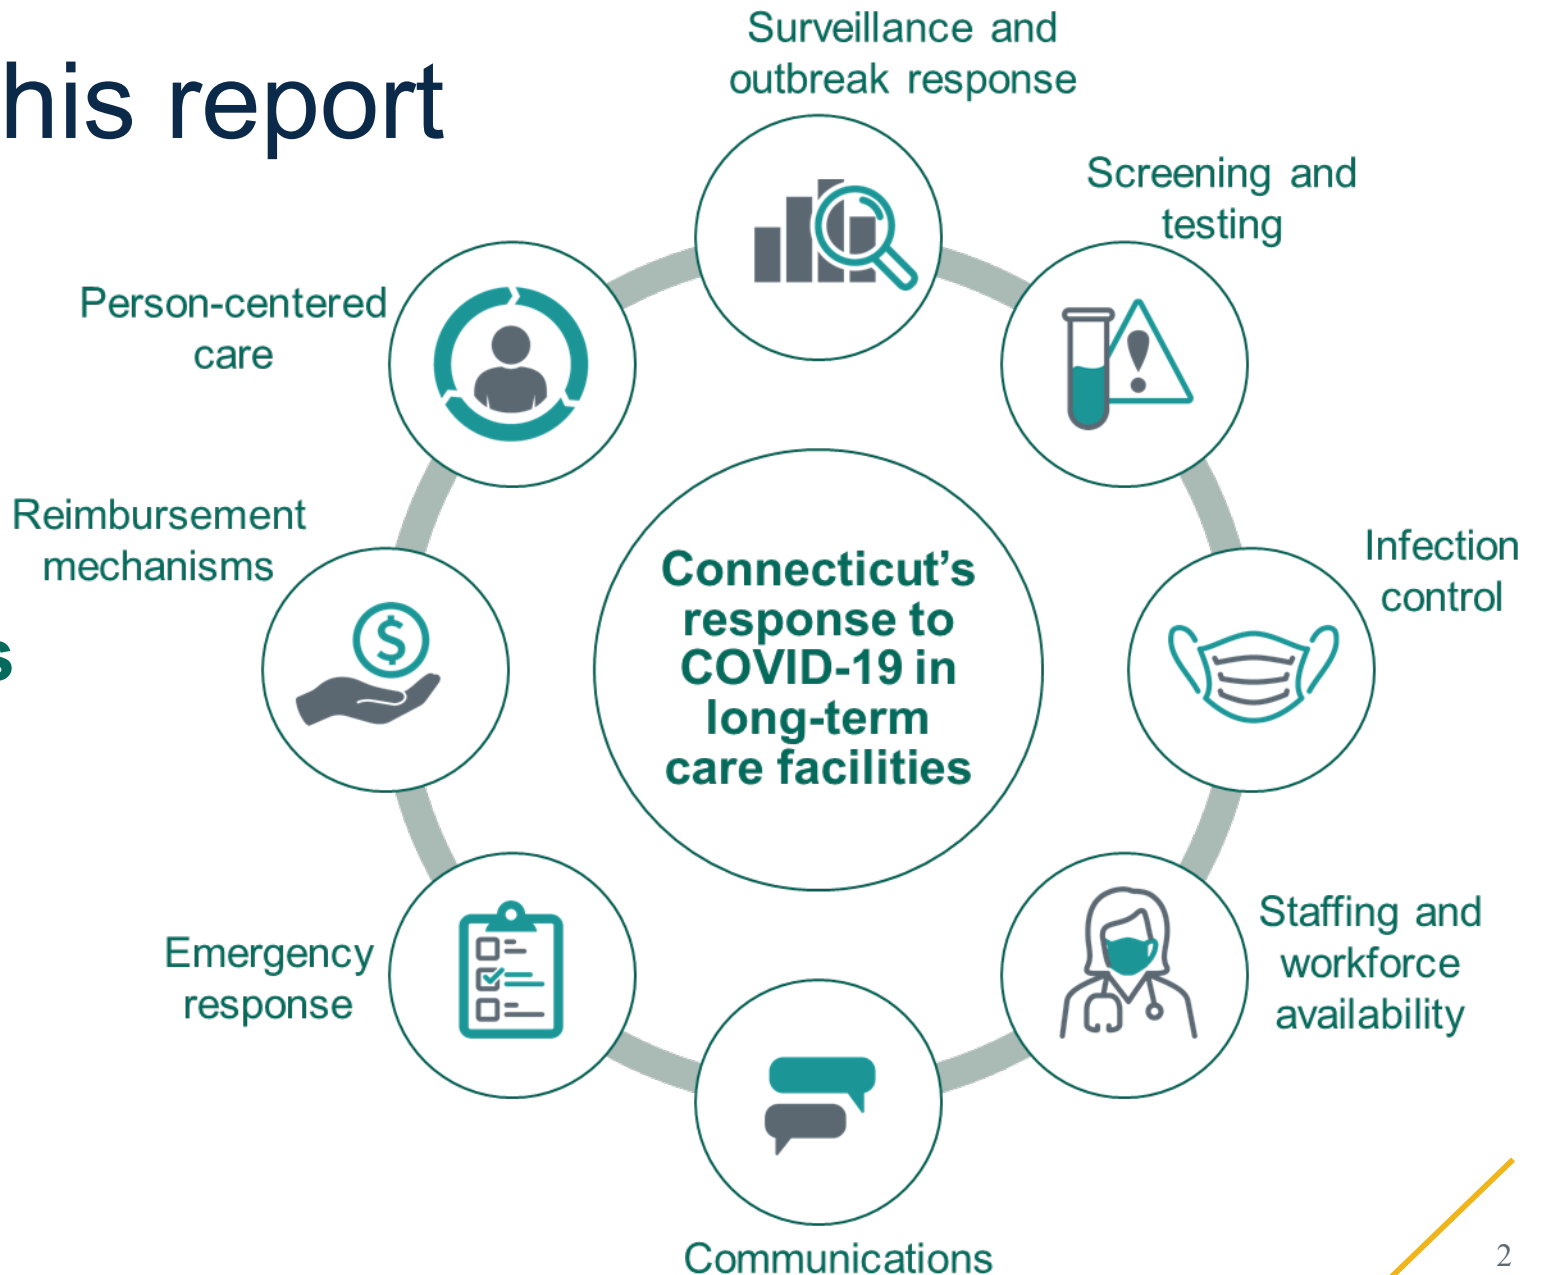 his report
Surveillance and
outbreak response
Screening and
testing
Person-centered
care
Reimbursement
mechanisms
Infection
control
s
Connecticut’s
response to
COVID-19 in
long-term
care facilities
$
Staffing and
workforce
availability
Emergency
response
Communications
2